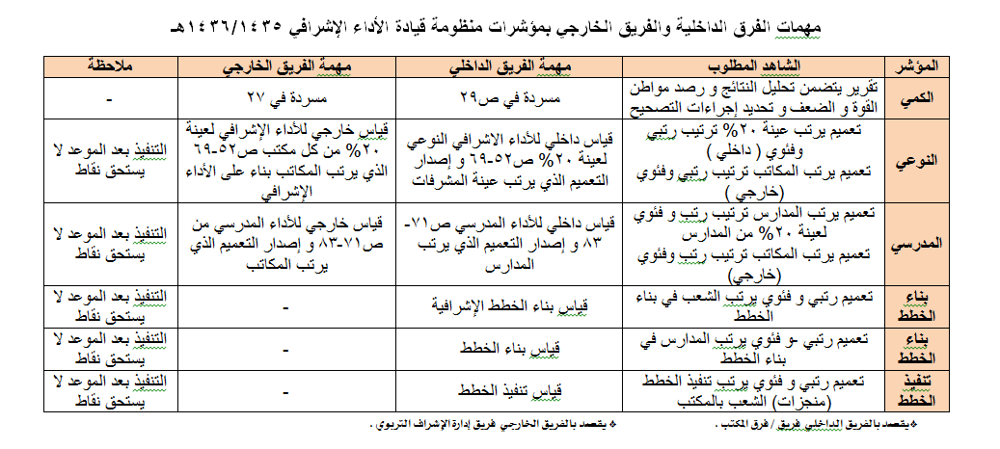 مهمات الفرق الداخلية والفريق الخارجي بمؤشرات منظومة قيادة الأداء الإشرافي ١٤٣٦/١٤٣٥هـ
المؤشر
الشاهد المطلوب
مهمة الفريق الداخلي
مهمة الفريق الخارجي
ملاحظة
الكمي
تقرير يتضمن تحليل النتائج و رصد مواطن
القوة و الضعف و تحديد إجراءات التصحيح
مسردة في ص٢٩
مسردة في ٢٧
-
النوعي
تعميم يرتب عينة ٢٠% ترتيب رتبي
وفئوي ( داخلي )
تعميم يرتب المكاتب ترتيب رتبي وفئوي
(خارجي )
قياس داخلي للأداء الاشرافي النوعي
لعينة ٢٠% ص٥٢-٦٩ و إصدار
التعميم الذي يرتب عينة المشرفات
قياس خارجي للأداء الإشرافي لعينة
٢٠% من كل مكتب ص٥٢-٦٩
الذي يرتب المكاتب بناء على الأداء
الإشرافي
التنفيذ بعد الموعد لا
يستحق نقاط
المدرسي
تعميم يرتب المدارس ترتيب رتب و فئوي
لعينة ٢٠% من المدارس
تعميم يرتب المكاتب ترتيب رتب وفئوي
(خارجي)
قياس داخلي للأداء المدرسي ص٧١-
٨٣ و إصدار التعميم الذي يرتب
المدارس
قياس خارجي للأداء المدرسي من
ص٧١-٨٣ و إصدار التعميم الذي
يرتب المكاتب
التنفيذ بعد الموعد لا
يستحق نقاط
بناء
الخطط
تعميم رتبي و فئوي يرتب الشعب في بناء
الخطط
قياس بناء الخطط الإشرافية
-
التنفيذ بعد الموعد لا
يستحق نقاط
بناء
الخطط
تعميم رتبي -و فئوي يرتب المدارس في
بناء الخطط
قياس بناء الخطط
-
التنفيذ بعد الموعد لا
يستحق نقاط
تنفيذ
الخطط
تعميم رتبي و فئوي يرتب تنفيذ الخطط
(منجزات) الشعب بالمكتب
قياس تنفيذ الخطط
-
التنفيذ بعد الموعد لا
يستحق نقاط
❖ يقصد بالفريق الداخلي فريق / فرق المكتب .
❖ يقصد بالفريق الخارجي فريق إدارة الإشراف التربوي .